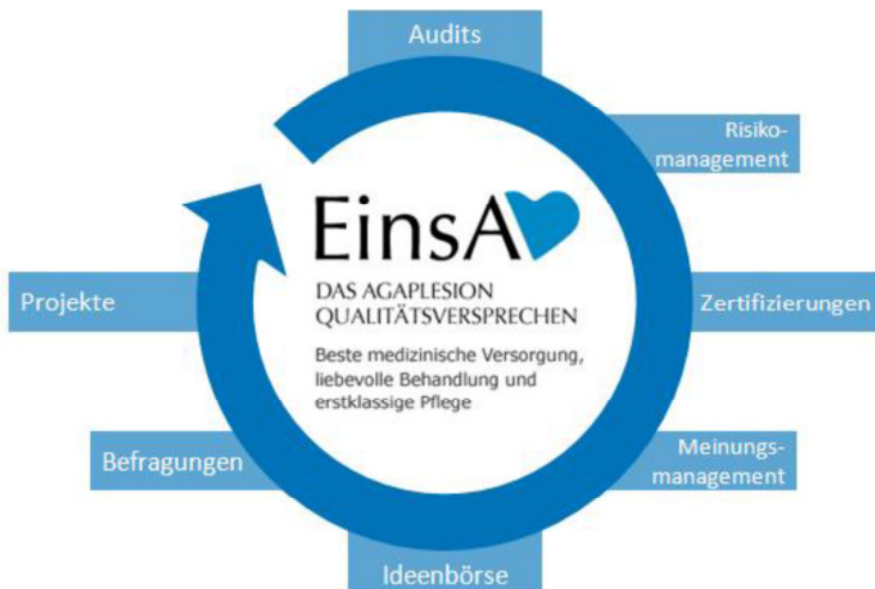 Audits
Risiko-
management
EinsA
DAS AGAPLESION
QUALITÄTSVERSPRECHEN
Beste medizinische Versorgung,
liebevolle Behandlung und
erstklassige Pflege
Projekte
Zertifizierungen
Befragungen
Meinungs-
management
Ideenbörse